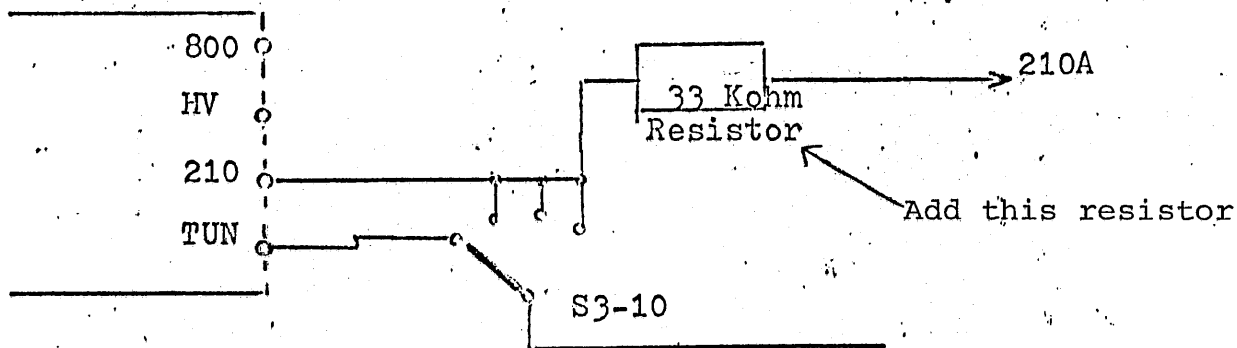 800
210A
HV
33 Kohm
Resistor
210
Add this resistor
TUN
S3-10